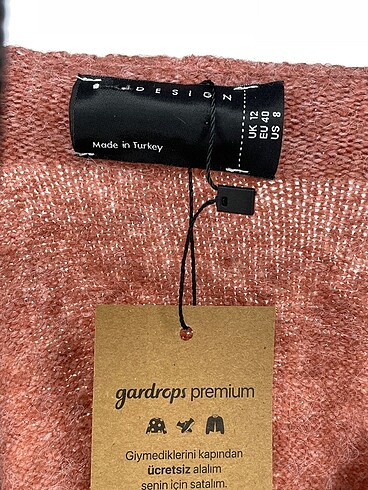 DESIGN
Made in Turkey
UK 12
EU 40
US 8
gardrops premium
Giymediklerini kapından
ücretsiz alalım
senin için satalım.